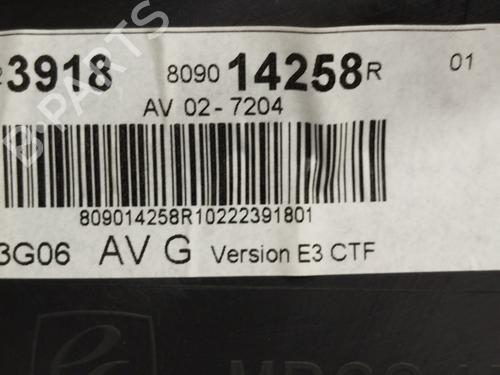 3918 8090 14258R 01
AV 02-7204
809014258R10222391801
3G06 AV G Version E3 CTF
B-PARTS